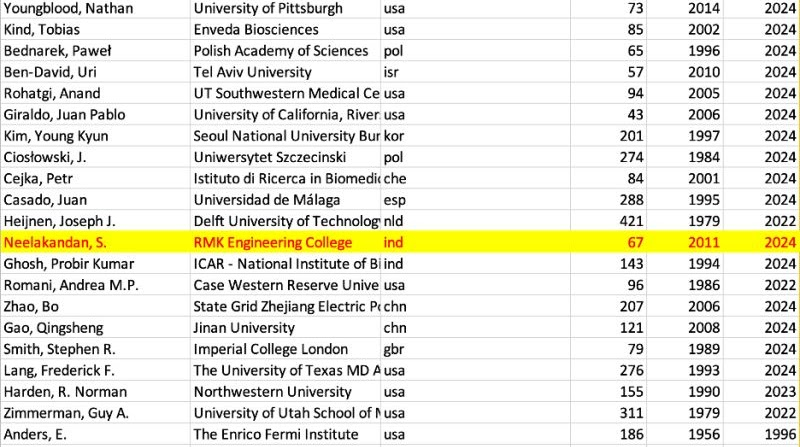 Youngblood, Nathan University of Pittsburgh usa 73 2014 2024
Kind, Tobias Enveda Biosciences usa 85 2002 2024
Bednarek, Paweł Polish Academy of Sciences pol 65 1996 2024
Ben-David, Uri Tel Aviv University isr 57 2010 2024
Rohatgi, Anand UT Southwestern Medical Ce usa 94 2005 2024
Giraldo, Juan Pablo University of California, River usa 43 2006 2024
Kim, Young Kyun Seoul National University Bun kor 201 1997 2024
Ciosłowski, J. Uniwersytet Szczecinski pol 274 1984 2024
Cejka, Petr Istituto di Ricerca in Biomedic che 84 2001 2024
Casado, Juan Universidad de Málaga esp 288 1995 2024
Heijnen, Joseph J. Delft University of Technology nld 421 1979 2022
Neelakandan, S. RMK Engineering College ind 67 2011 2024
Ghosh, Probir Kumar ICAR - National Institute of Bi ind 143 1994 2024
Romani, Andrea M.P. Case Western Reserve Unive usa 96 1986 2022
Zhao, Bo State Grid Zhejiang Electric Po chn 207 2006 2024
Gao, Qingsheng Jinan University chn 121 2008 2024
Smith, Stephen R. Imperial College London gbr 79 1989 2024
Lang, Frederick F. The University of Texas MD A usa 276 1993 2024
Harden, R. Norman Northwestern University usa 155 1990 2023
Zimmerman, Guy A. University of Utah School of M usa 311 1979 2022
Anders, E. The Enrico Fermi Institute usa 186 1956 1996